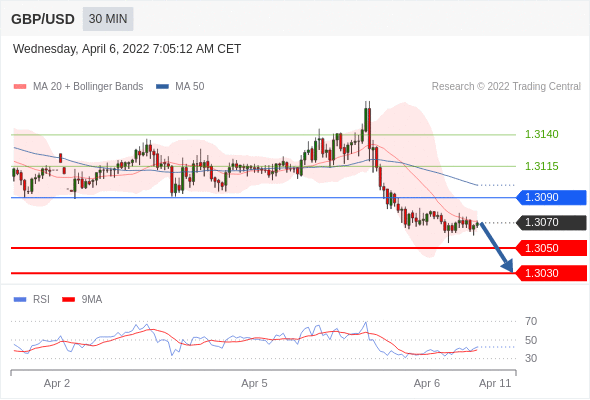 GBP/USD 30 MIN
Wednesday, April 6, 2022 7:05:12 AM CET
MA 20 + Bollinger Bands MA 50 Research © 2022 Trading Central
1.3140
1.3115
1.3090
1.3070
1.3050
1.3030
RSI 9MA
70
50
30
Apr 2 Apr 5 Apr 6 Apr 11